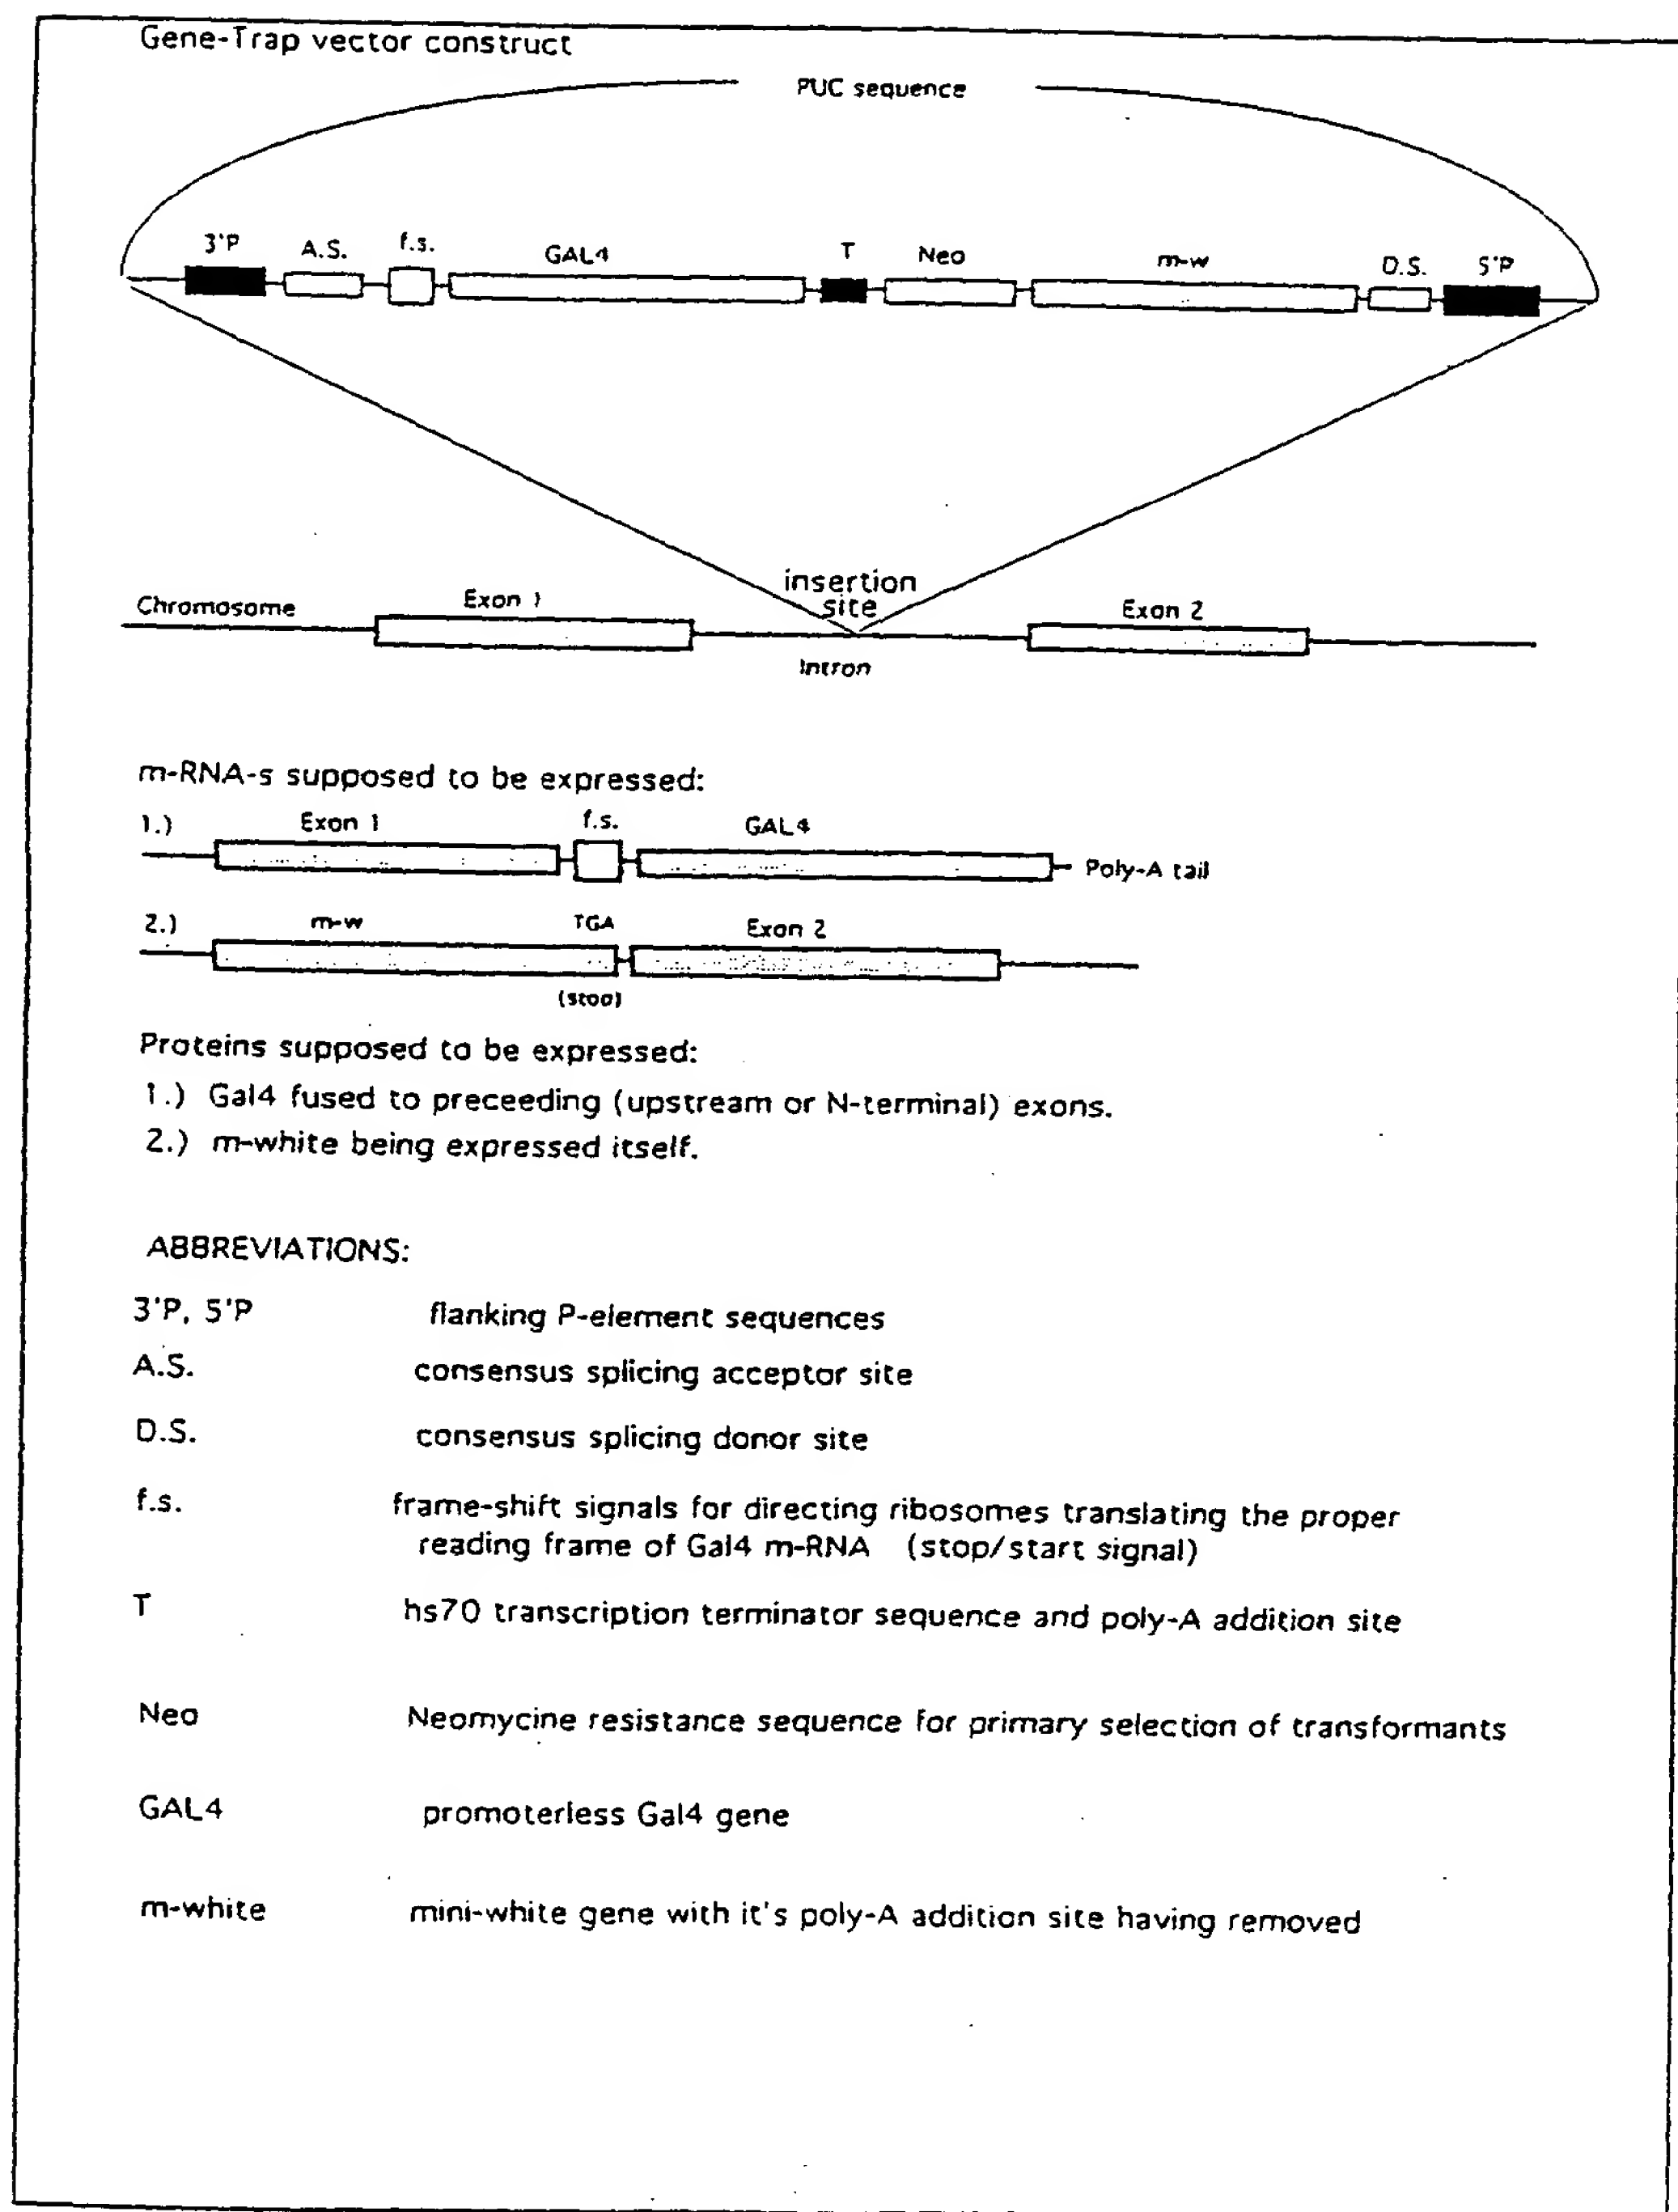 Gene-Trap vector construct
PUC sequence
3'P A.S. f.s. GAL4 T Neo m-w D.S. 5'P
insertion
site
Chromosome Exon 1 Exon 2
Intron
m-RNA-s supposed to be expressed:
1.) Exon 1 f.s. GAL4
Poly-A tail
2.) m-w TGA Exon 2
(stop)
Proteins supposed to be expressed:
1.) Gal4 fused to preceeding (upstream or N-terminal) exons.
2.) m-white being expressed itself.
ABBREVIATIONS:
3'P, 5'P flanking P-element sequences
A.S. consensus splicing acceptor site
D.S. consensus splicing donor site
f.s. frame-shift signals for directing ribosomes translating the proper
reading frame of Gal4 m-RNA (stop/start signal)
T hs70 transcription terminator sequence and poly-A addition site
Neo Neomycine resistance sequence for primary selection of transformants
GAL4 promoterless Gal4 gene
m-white mini-white gene with it's poly-A addition site having removed